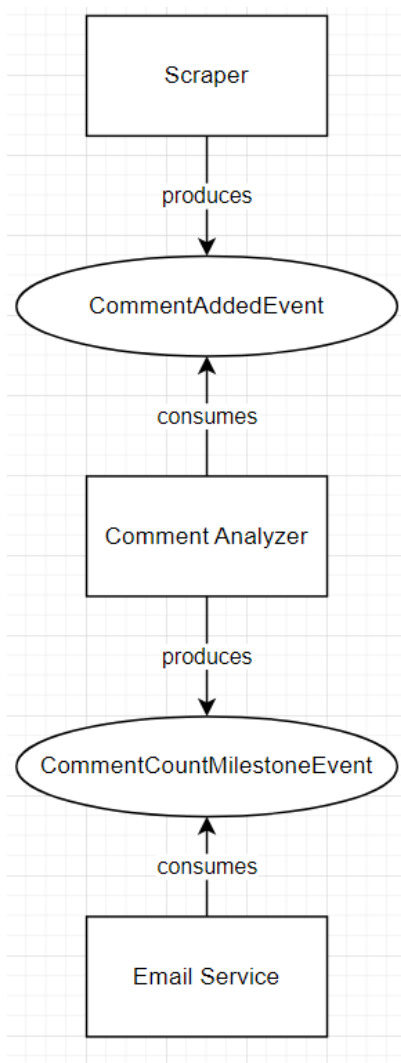 Scraper
produces
CommentAddedEvent
consumes
Comment Analyzer
produces
CommentCountMilestoneEvent
consumes
Email Service